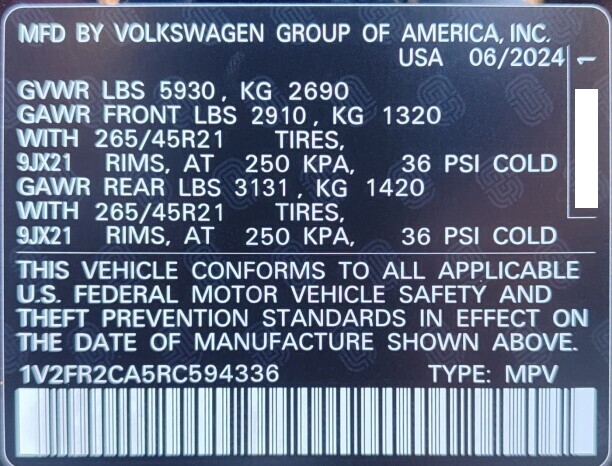 MFD BY VOLKSWAGEN GROUP OF AMERICA, INC.
USA 06/2024
1
GVWR LBS 5930, KG 2690
GAWR FRONT LBS 2910, KG 1320
WITH 265/45R21 TIRES,
9JX21 RIMS, AT 250 KPA, 36 PSI COLD
GAWR REAR LBS 3131, KG 1420
WITH 265/45R21 TIRES,
9JX21 RIMS, AT 250 KPA, 36 PSI COLD
THIS VEHICLE CONFORMS TO ALL APPLICABLE
U.S. FEDERAL MOTOR VEHICLE SAFETY AND
THEFT PREVENTION STANDARDS IN EFFECT ON
THE DATE OF MANUFACTURE SHOWN ABOVE.
1V2FR2CA5RC594336 TYPE: MPV